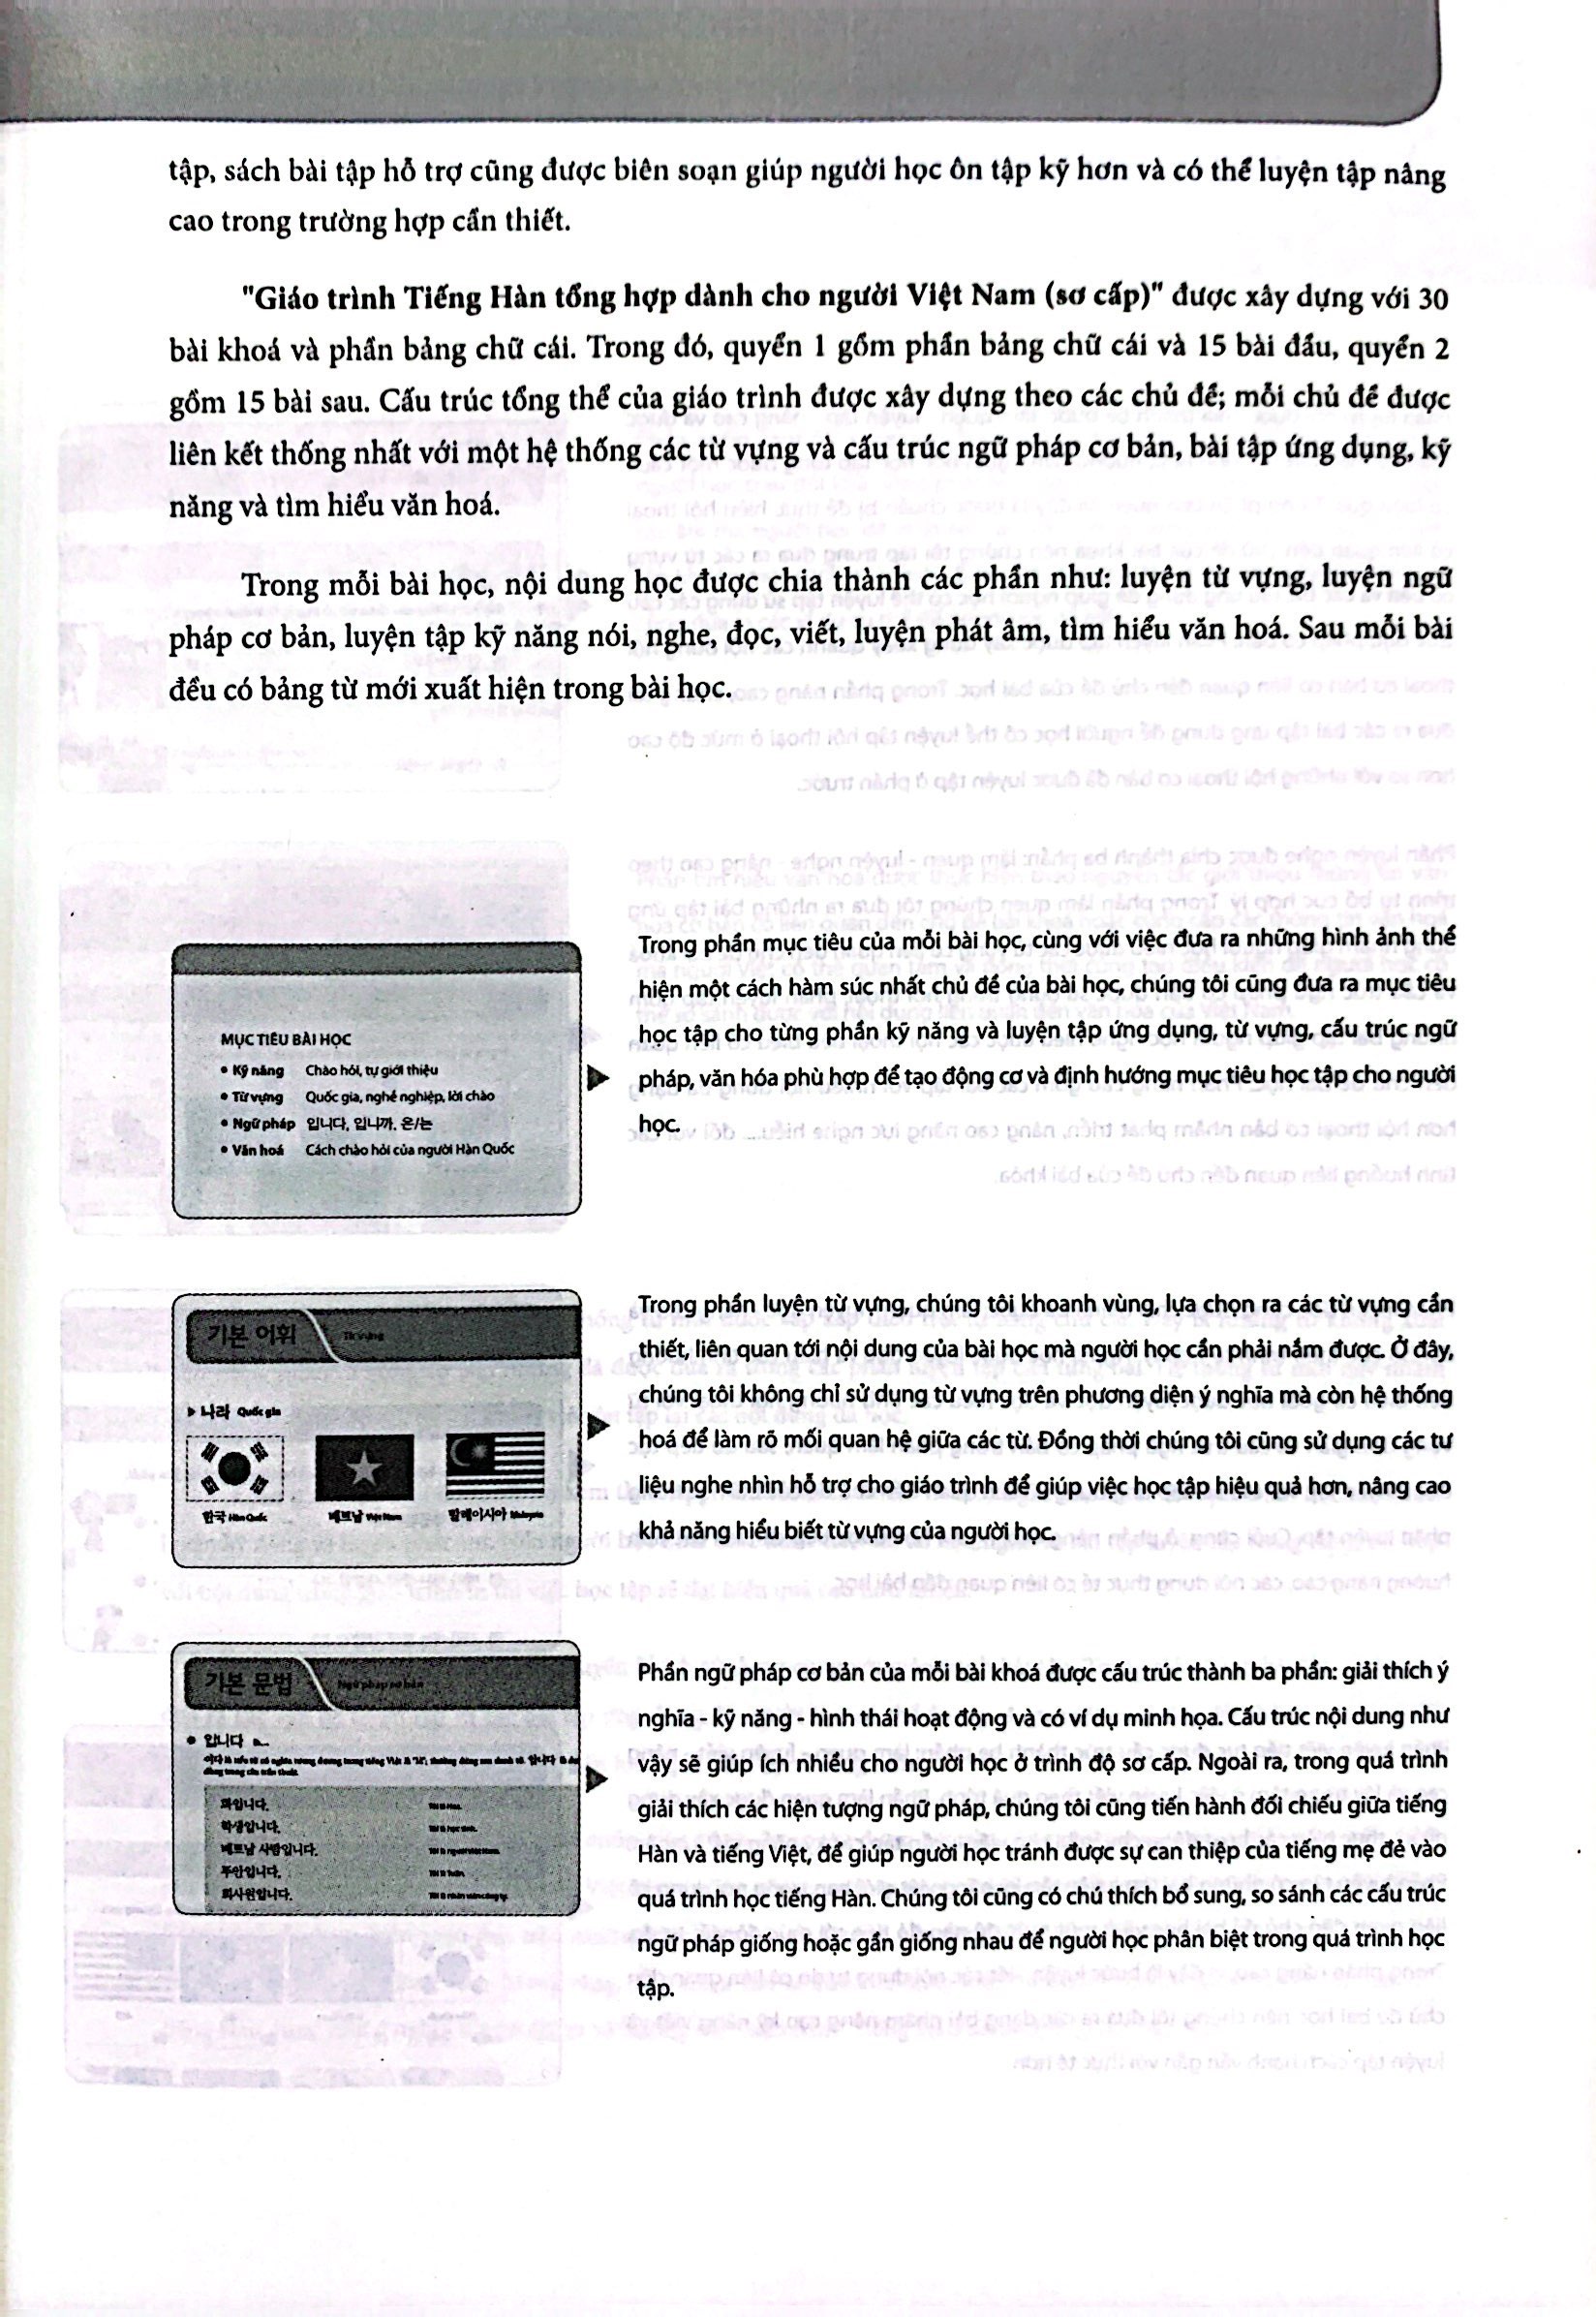 tập, sách bài tập hỗ trợ cũng được biên soạn giúp người học ôn tập kỹ hơn và có thể luyện tập nâng
cao trong trường hợp cần thiết.
"Giáo trình Tiếng Hàn tổng hợp dành cho người Việt Nam (sơ cấp)" được xây dựng với 30
bài khoá và phần bảng chữ cái. Trong đó, quyển 1 gồm phần bảng chữ cái và 15 bài đầu, quyển 2
gồm 15 bài sau. Cấu trúc tổng thể của giáo trình được xây dựng theo các chủ đề; mỗi chủ đề được
liên kết thống nhất với một hệ thống các từ vựng và cấu trúc ngữ pháp cơ bản, bài tập ứng dụng, kỹ
năng và tìm hiểu văn hoá.
Trong mỗi bài học, nội dung học được chia thành các phần như: luyện từ vựng, luyện ngữ
pháp cơ bản, luyện tập kỹ năng nói, nghe, đọc, viết, luyện phát âm, tìm hiểu văn hoá. Sau mỗi bài
đều có bảng từ mới xuất hiện trong bài học.
MỤC TIÊU BÀI HỌC
• Kỹ năng Chào hỏi, tự giới thiệu
• Từ vựng Quốc gia, nghề nghiệp, lời chào
• Ngữ pháp 입니다, 입니까, 은/는
• Văn hoá Cách chào hỏi của người Hàn Quốc
Trong phần mục tiêu của mỗi bài học, cùng với việc đưa ra những hình ảnh thể
hiện một cách hàm súc nhất chủ đề của bài học, chúng tôi cũng đưa ra mục tiêu
học tập cho từng phần kỹ năng và luyện tập ứng dụng, từ vựng, cấu trúc ngữ
pháp, văn hóa phù hợp để tạo động cơ và định hướng mục tiêu học tập cho người
học.
기본 어휘 Từ vựng
나라 Quốc gia
한국 Hàn Quốc 베트남 Việt Nam 말레이시아 Malaysia
Trong phần luyện từ vựng, chúng tôi khoanh vùng, lựa chọn ra các từ vựng cần
thiết, liên quan tới nội dung của bài học mà người học cần phải nắm được. Ở đây,
chúng tôi không chỉ sử dụng từ vựng trên phương diện ý nghĩa mà còn hệ thống
hoá để làm rõ mối quan hệ giữa các từ. Đồng thời chúng tôi cũng sử dụng các tư
liệu nghe nhìn hỗ trợ cho giáo trình để giúp việc học tập hiệu quả hơn, nâng cao
khả năng hiểu biết từ vựng của người học.
기본 문법 Ngữ pháp cơ bản
• 입니다
화입니다.
학생입니다.
베트남 사람입니다.
뚜안입니다.
회사원입니다.
Phần ngữ pháp cơ bản của mỗi bài khoá được cấu trúc thành ba phần: giải thích ý
nghĩa - kỹ năng - hình thái hoạt động và có ví dụ minh họa. Cấu trúc nội dung như
vậy sẽ giúp ích nhiều cho người học ở trình độ sơ cấp. Ngoài ra, trong quá trình
giải thích các hiện tượng ngữ pháp, chúng tôi cũng tiến hành đối chiếu giữa tiếng
Hàn và tiếng Việt, để giúp người học tránh được sự can thiệp của tiếng mẹ đẻ vào
quá trình học tiếng Hàn. Chúng tôi cũng có chú thích bổ sung, so sánh các cấu trúc
ngữ pháp giống hoặc gần giống nhau để người học phân biệt trong quá trình học
tập.